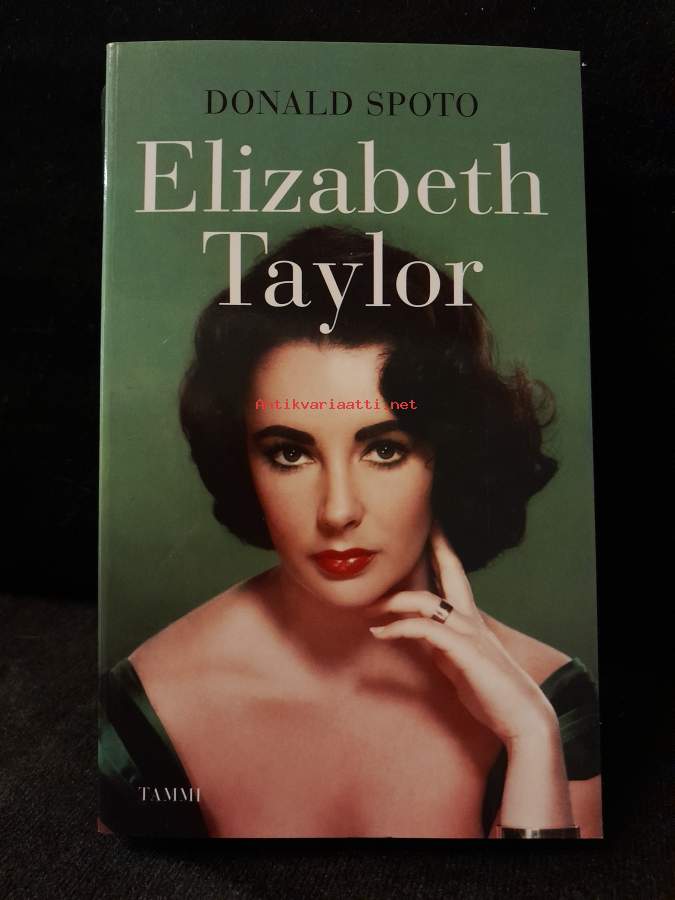 DONALD SPOTO
Elizabeth
Taylor
Antikvariaatti.net
TAMMI